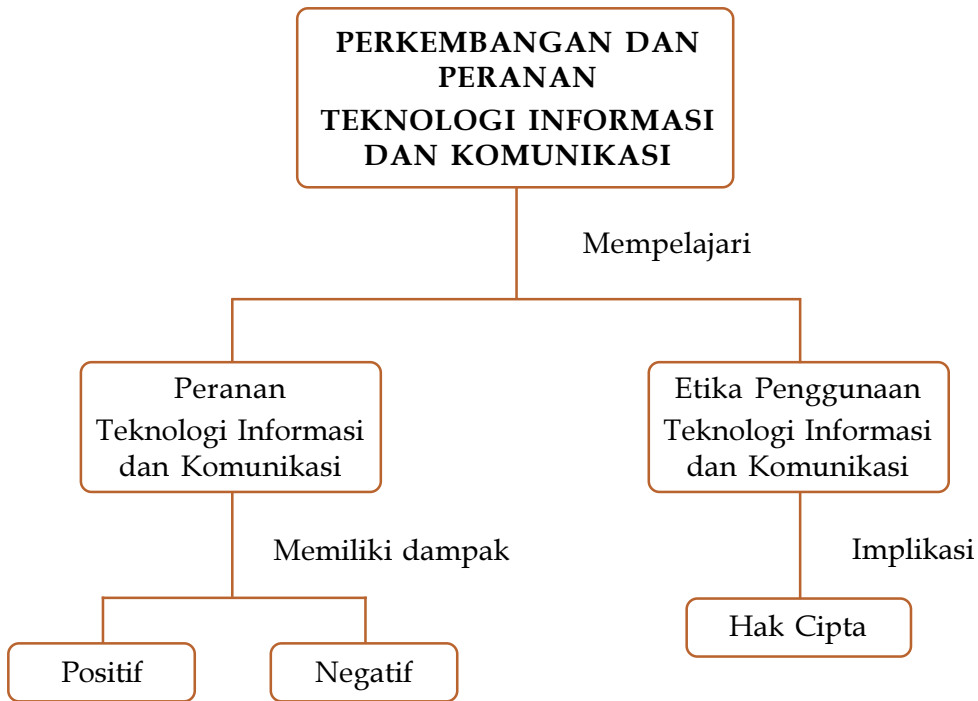 PERKEMBANGAN DAN
PERANAN
TEKNOLOGI INFORMASI
DAN KOMUNIKASI
Mempelajari
Peranan
Teknologi Informasi
dan Komunikasi
Etika Penggunaan
Teknologi Informasi
dan Komunikasi
Memiliki dampak
Implikasi
Positif
Negatif
Hak Cipta